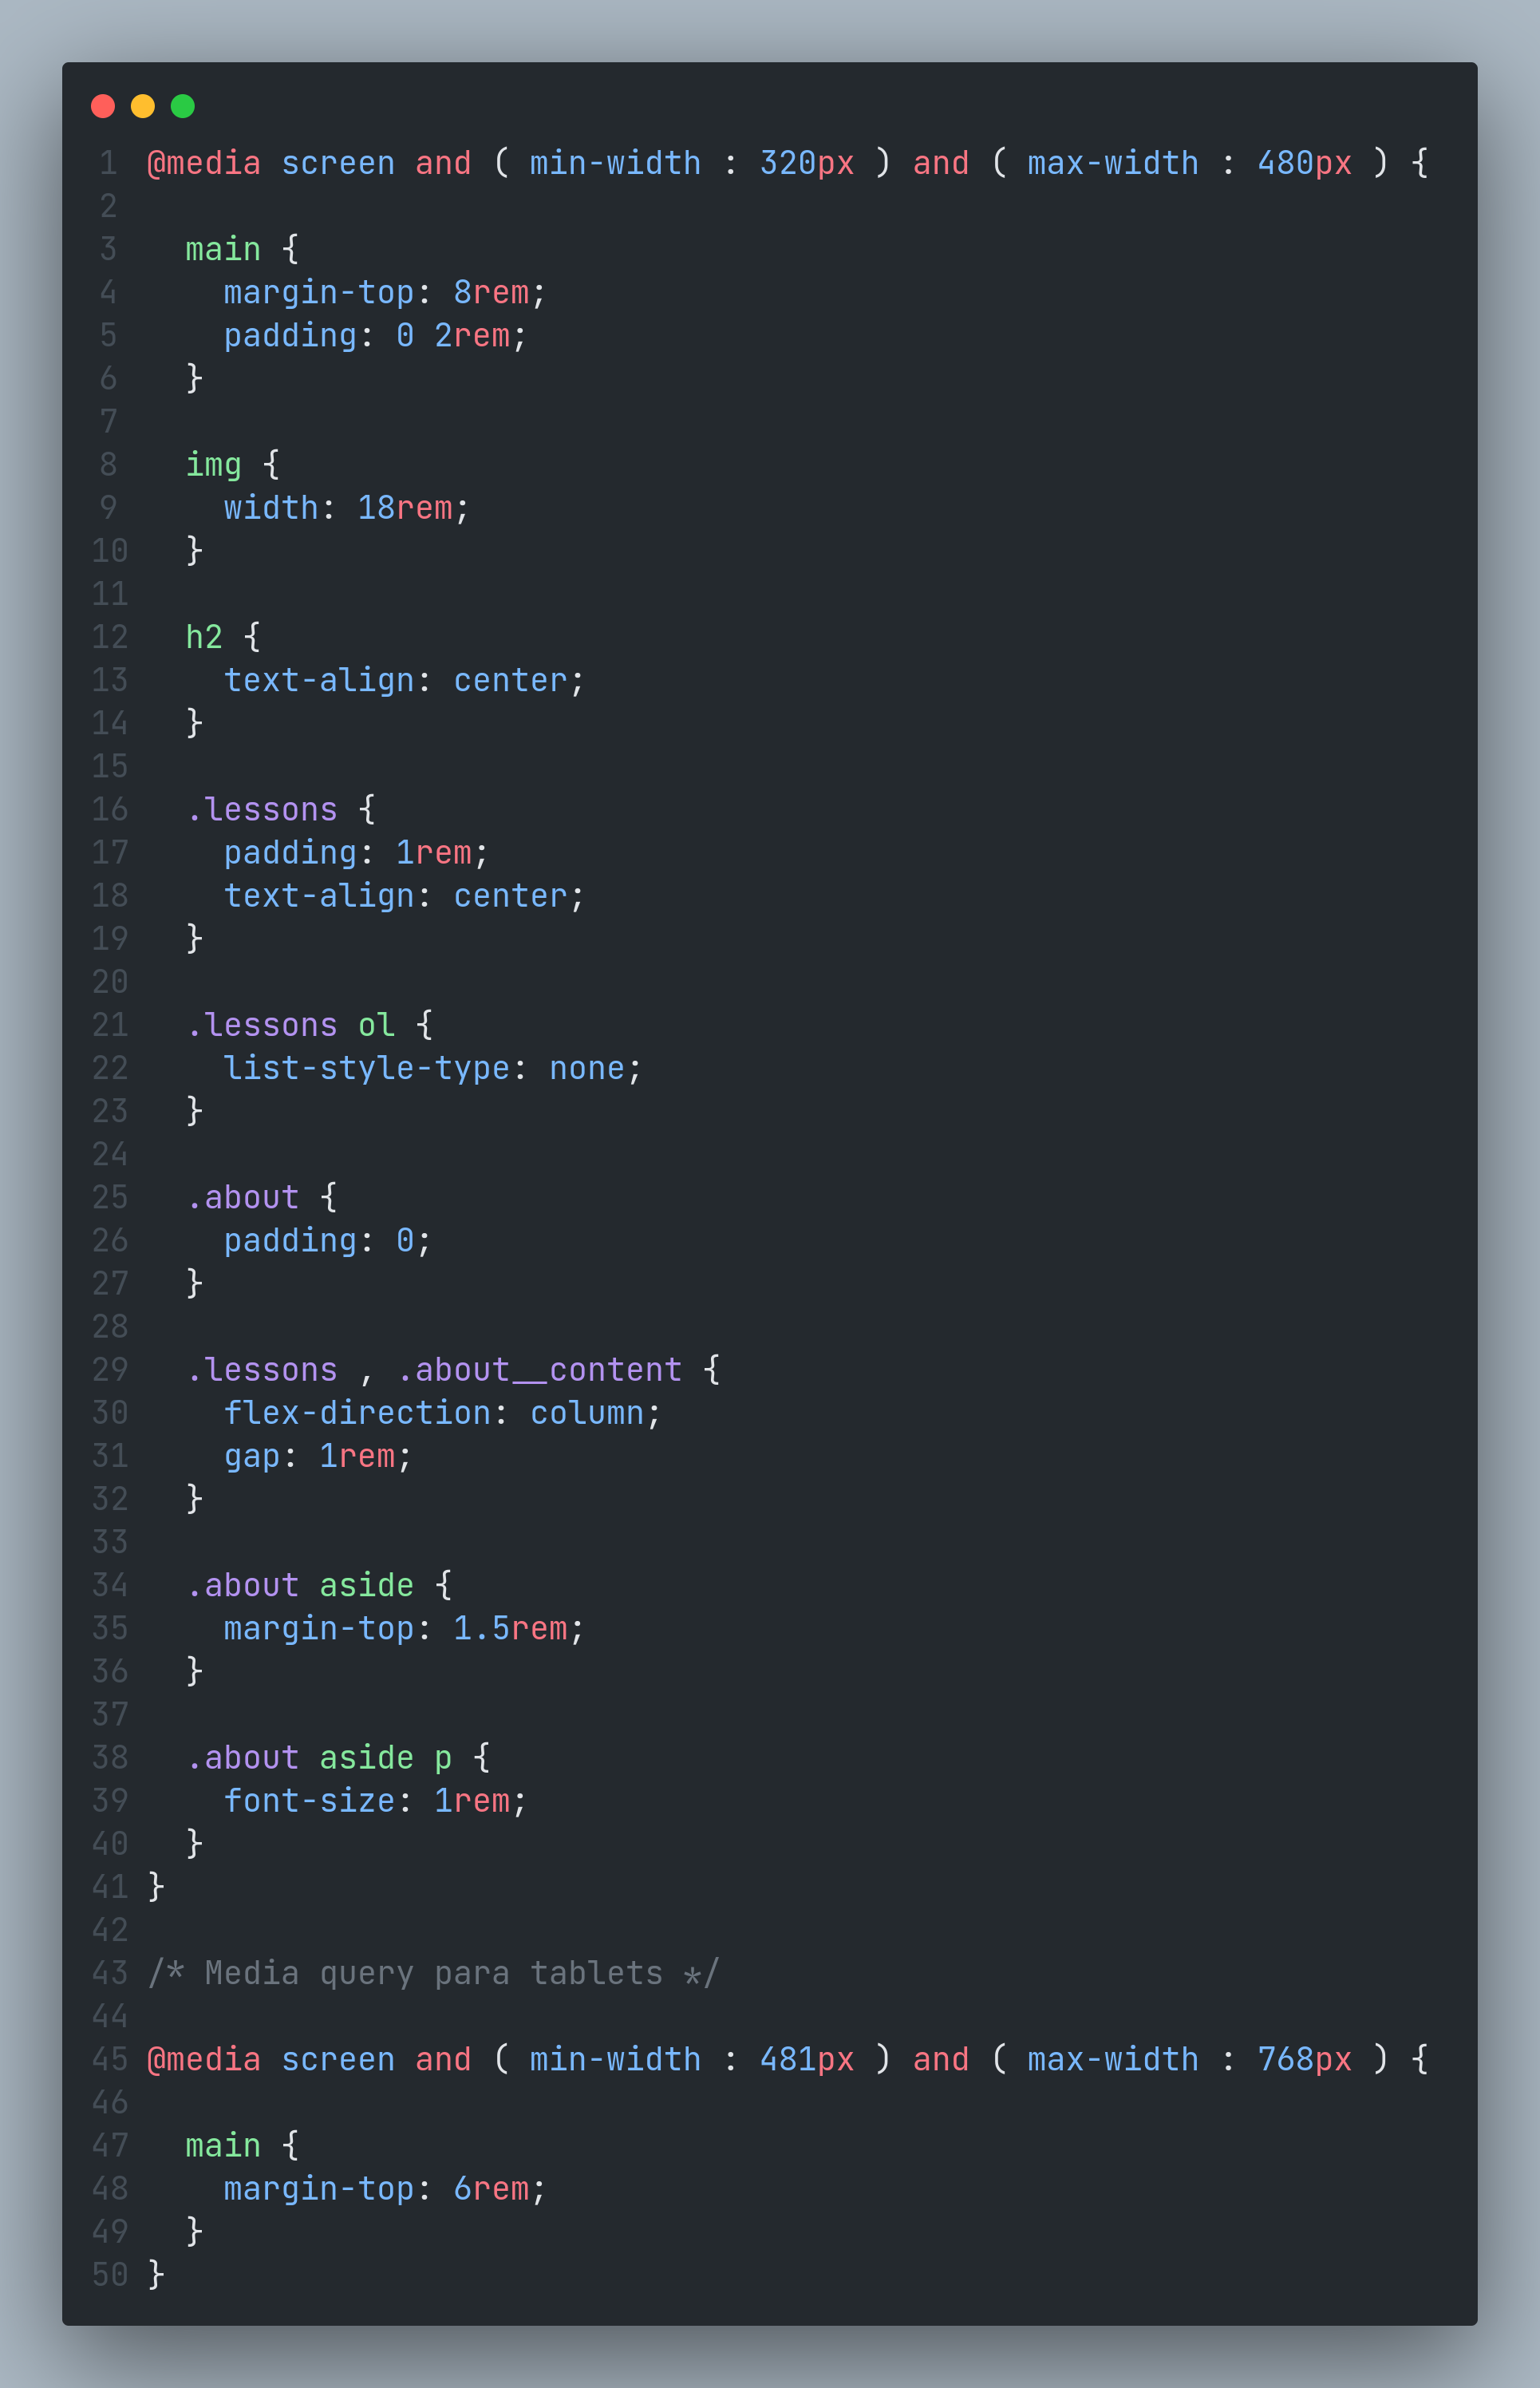 1 @media screen and ( min-width : 320px ) and ( max-width : 480px ) {
2
3   main {
4     margin-top: 8rem;
5     padding: 0 2rem;
6   }
7
8   img {
9     width: 18rem;
10   }
11
12   h2 {
13     text-align: center;
14   }
15
16   .lessons {
17     padding: 1rem;
18     text-align: center;
19   }
20
21   .lessons ol {
22     list-style-type: none;
23   }
24
25   .about {
26     padding: 0;
27   }
28
29   .lessons , .about__content {
30     flex-direction: column;
31     gap: 1rem;
32   }
33
34   .about aside {
35     margin-top: 1.5rem;
36   }
37
38   .about aside p {
39     font-size: 1rem;
40   }
41 }
42
43 /* Media query para tablets */
44
45 @media screen and ( min-width : 481px ) and ( max-width : 768px ) {
46
47   main {
48     margin-top: 6rem;
49   }
50 }